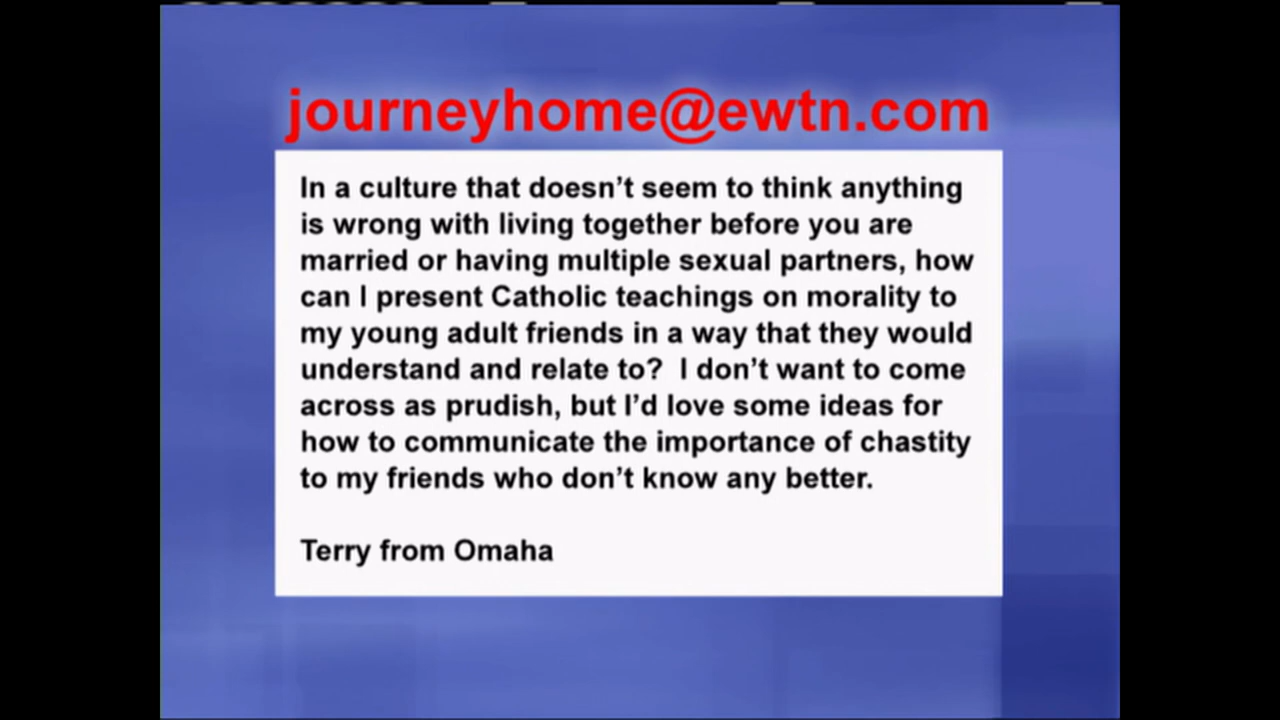 journeyhome@ewtn.com
In a culture that doesn't seem to think anything
is wrong with living together before you are
married or having multiple sexual partners, how
can I present Catholic teachings on morality to
my young adult friends in a way that they would
understand and relate to?  I don't want to come
across as prudish, but I'd love some ideas for
how to communicate the importance of chastity
to my friends who don't know any better.
Terry from Omaha